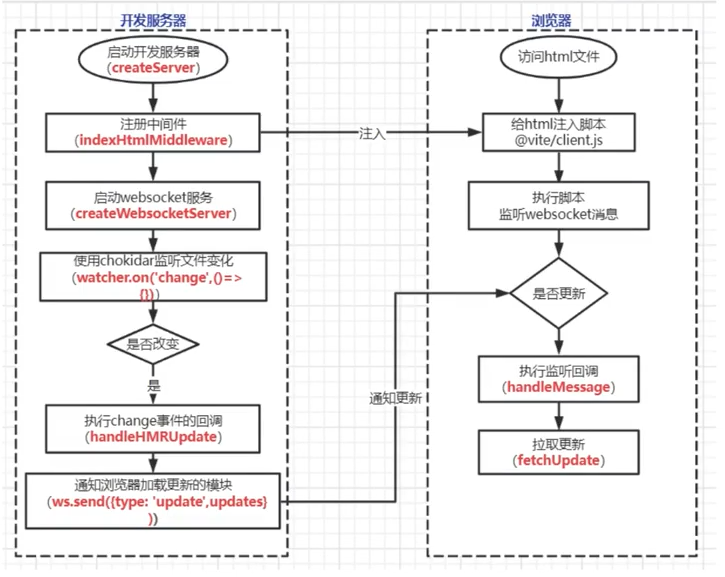 开发服务器
启动开发服务器
（createServer）
注册中间件
（indexHtmlMiddleware）
启动websocket服务
（createWebsocketServer）
使用chokidar监听文件变化
（watcher.on('change',()=>
{})）
是否改变
是
执行change事件的回调
（handleHMRUpdate）
通知浏览器加载更新的模块
（ws.send({type: 'update',updates}
)）
注入
通知更新
浏览器
访问html文件
给html注入脚本
@vite/client.js
执行脚本
监听websocket消息
是否更新
执行监听回调
（handleMessage）
拉取更新
（fetchUpdate）